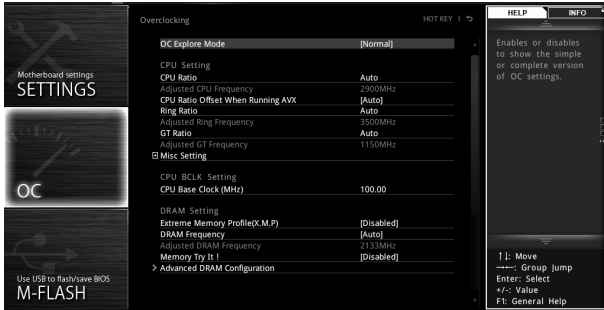 Overclocking
HOT KEY |
HELP
INFO
Motherboard settings
SETTINGS
OC
Use USB to flash/save BIOS
M-FLASH
OC Explore Mode [Normal]
CPU Setting
CPU Ratio Auto
Adjusted CPU Frequency 2900MHz
CPU Ratio Offset When Running AVX [Auto]
Ring Ratio Auto
Adjusted Ring Frequency 3500MHz
GT Ratio Auto
Adjusted GT Frequency 1150MHz
Misc Setting
CPU BCLK Setting
CPU Base Clock (MHz) 100.00
DRAM Setting
Extreme Memory Profile(X.M.P) [Disabled]
DRAM Frequency [Auto]
Adjusted DRAM Frequency 2133MHz
Memory Try It ! [Disabled]
> Advanced DRAM Configuration
Enables or disables
to show the simple
or complete version
of OC settings.
↑↓: Move
→←: Group Jump
Enter: Select
+/-: Value
F1: General Help